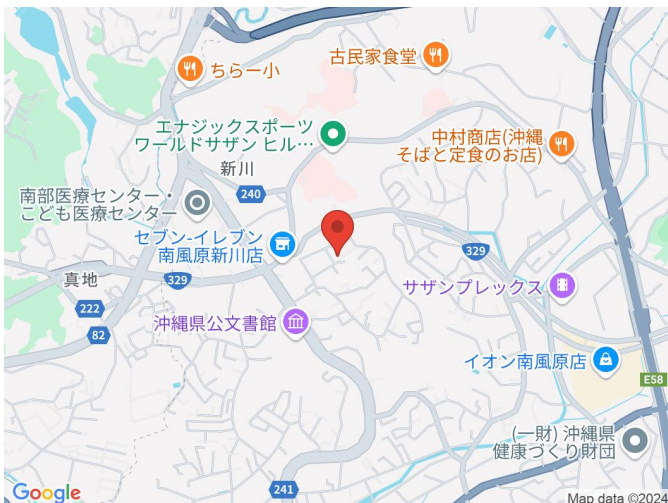 ちらー小
古民家食堂
エナジックスポーツ
ワールドサザン ヒル…
中村商店(沖縄
そばと定食のお店)
新川
南部医療センター・
こども医療センター
240
セブン-イレブン
南風原新川店
329
真地
329
サザンプレックス
222
沖縄県公文書館
82
イオン南風原店
E58
(一財) 沖縄県
健康づくり財団
241
Google
Map data ©2024